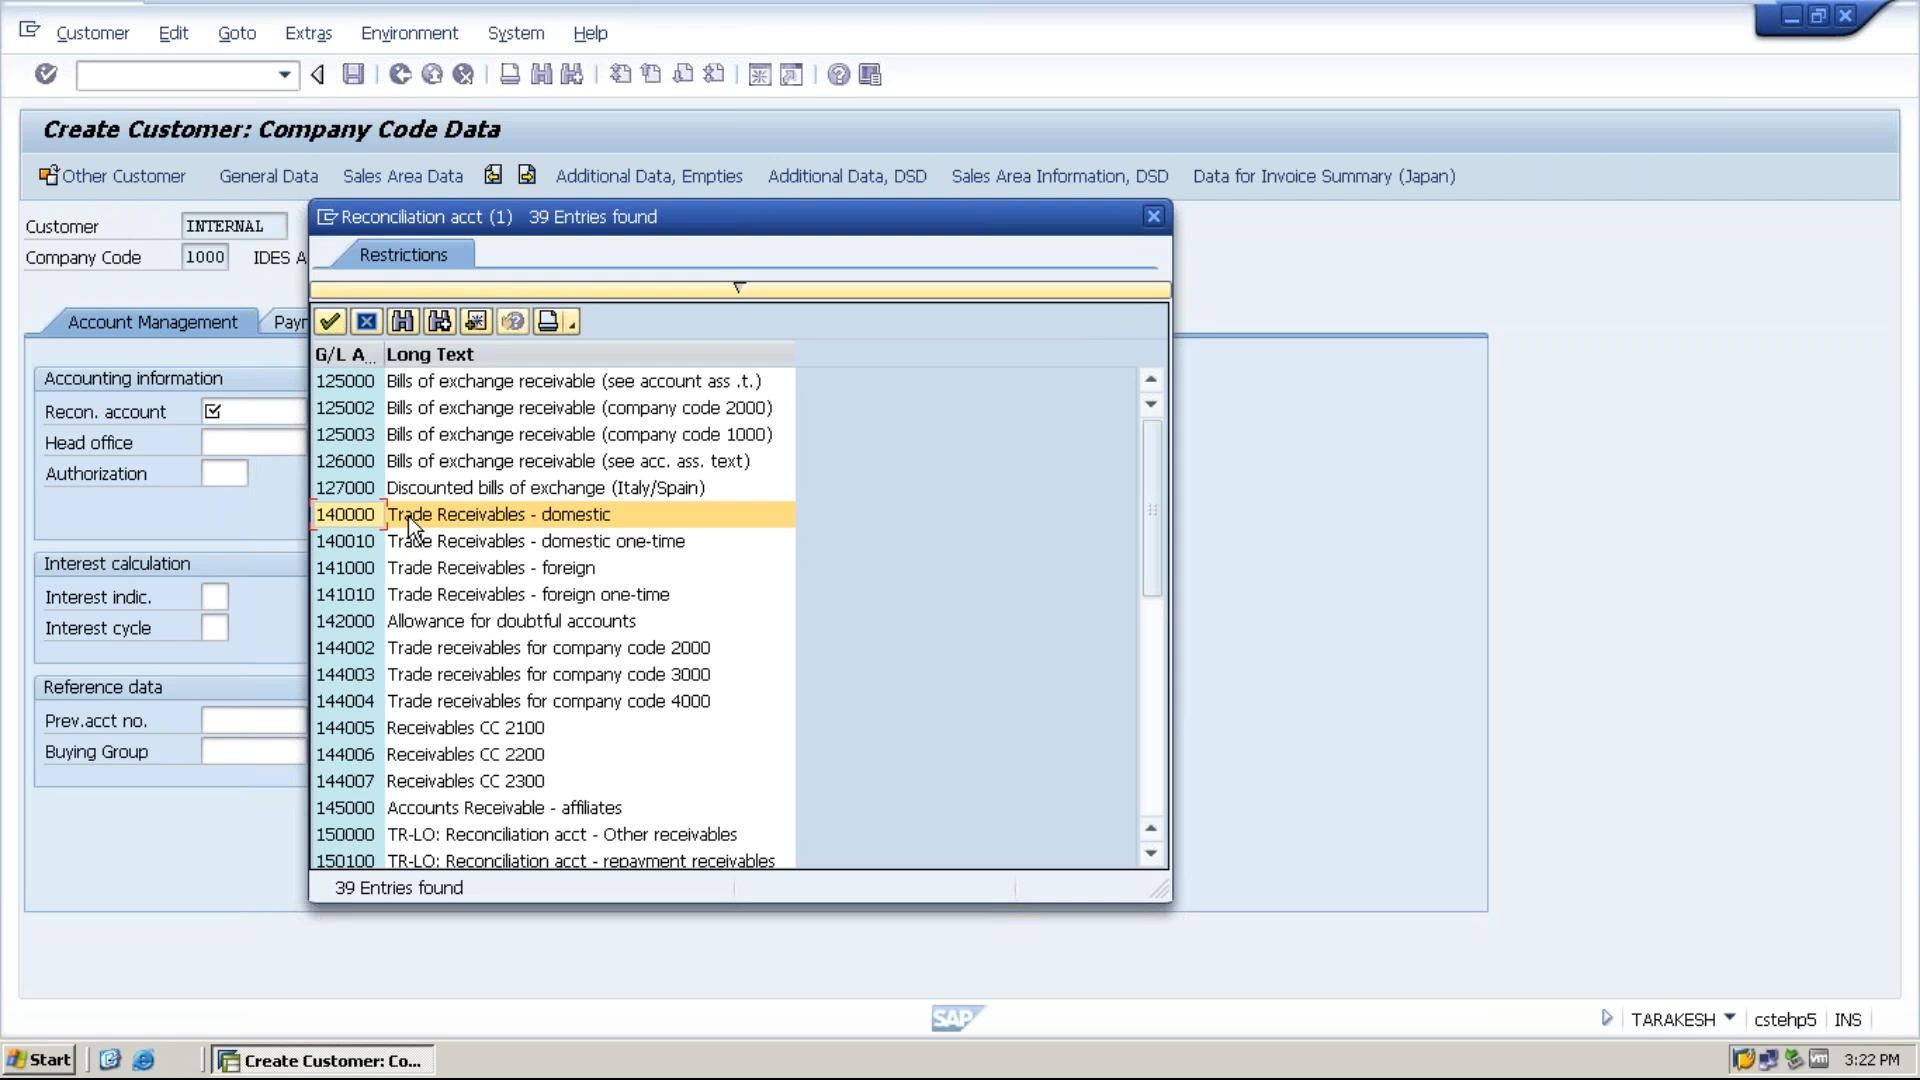 Customer Edit Goto Extras Environment System Help
Create Customer: Company Code Data
Other Customer General Data Sales Area Data Additional Data, Empties Additional Data, DSD Sales Area Information, DSD Data for Invoice Summary (Japan)
Customer INTERNAL
Company Code 1000 IDES A
Account Management Payr
Accounting information
Recon. account
Head office
Authorization
Interest calculation
Interest indic.
Interest cycle
Reference data
Prev.acct no.
Buying Group
Reconciliation acct (1) 39 Entries found
Restrictions
G/L A... Long Text
125000 Bills of exchange receivable (see account ass .t.)
125002 Bills of exchange receivable (company code 2000)
125003 Bills of exchange receivable (company code 1000)
126000 Bills of exchange receivable (see acc. ass. text)
127000 Discounted bills of exchange (Italy/Spain)
140000 Trade Receivables - domestic
140010 Trade Receivables - domestic one-time
141000 Trade Receivables - foreign
141010 Trade Receivables - foreign one-time
142000 Allowance for doubtful accounts
144002 Trade receivables for company code 2000
144003 Trade receivables for company code 3000
144004 Trade receivables for company code 4000
144005 Receivables CC 2100
144006 Receivables CC 2200
144007 Receivables CC 2300
145000 Accounts Receivable - affiliates
150000 TR-LO: Reconciliation acct - Other receivables
150100 TR-LO: Reconciliation acct - repayment receivables
39 Entries found
SAP TARAKESH cstehp5 INS
Start Create Customer: Co... vm 3:22 PM